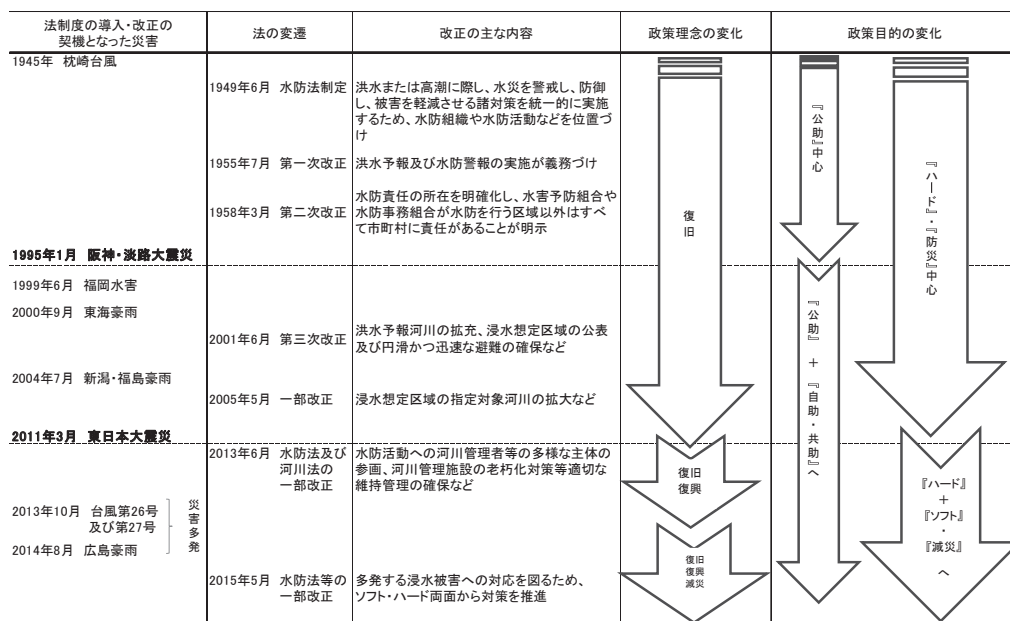 法制度の導入・改正の
契機となった災害
法の変遷
改正の主な内容
政策理念の変化
政策目的の変化
1945年 枕崎台風
1949年6月 水防法制定
洪水または高潮に際し、水災を警戒し、防御
し、被害を軽減させる諸対策を統一的に実施
するため、水防組織や水防活動などを位置づ
け
1955年7月 第一次改正
洪水予報及び水防警報の実施が義務づけ
1958年3月 第二次改正
水防責任の所在を明確化し、水害予防組合や
水防事務組合が水防を行う区域以外はすべ
て市町村に責任があることが明示
1995年1月 阪神・淡路大震災
1999年6月 福岡水害
2000年9月 東海豪雨
2001年6月 第三次改正
洪水予報河川の拡充、浸水想定区域の公表
及び円滑かつ迅速な避難の確保など
2004年7月 新潟・福島豪雨
2005年5月 一部改正
浸水想定区域の指定対象河川の拡大など
2011年3月 東日本大震災
2013年6月 水防法及び
河川法の
一部改正
水防活動への河川管理者等の多様な主体の
参画、河川管理施設の老朽化対策等適切な
維持管理の確保など
2013年10月 台風第26号
及び第27号
2014年8月 広島豪雨
災害多発
2015年5月 水防法等の
一部改正
多発する浸水被害への対応を図るため、
ソフト・ハード両面から対策を推進
復旧
復旧
復興
復旧
復興
減災
『公助』中心
『公助』+『自助・共助』へ
『ハード』・『防災』中心
『ハード』
+
『ソフト』
・
『減災』
へ